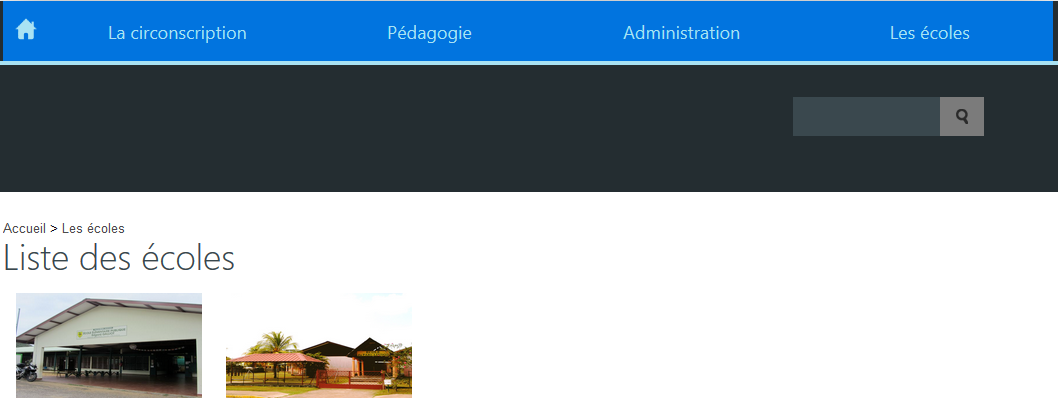 La circonscription Pédagogie Administration Les écoles
Accueil > Les écoles
Liste des écoles